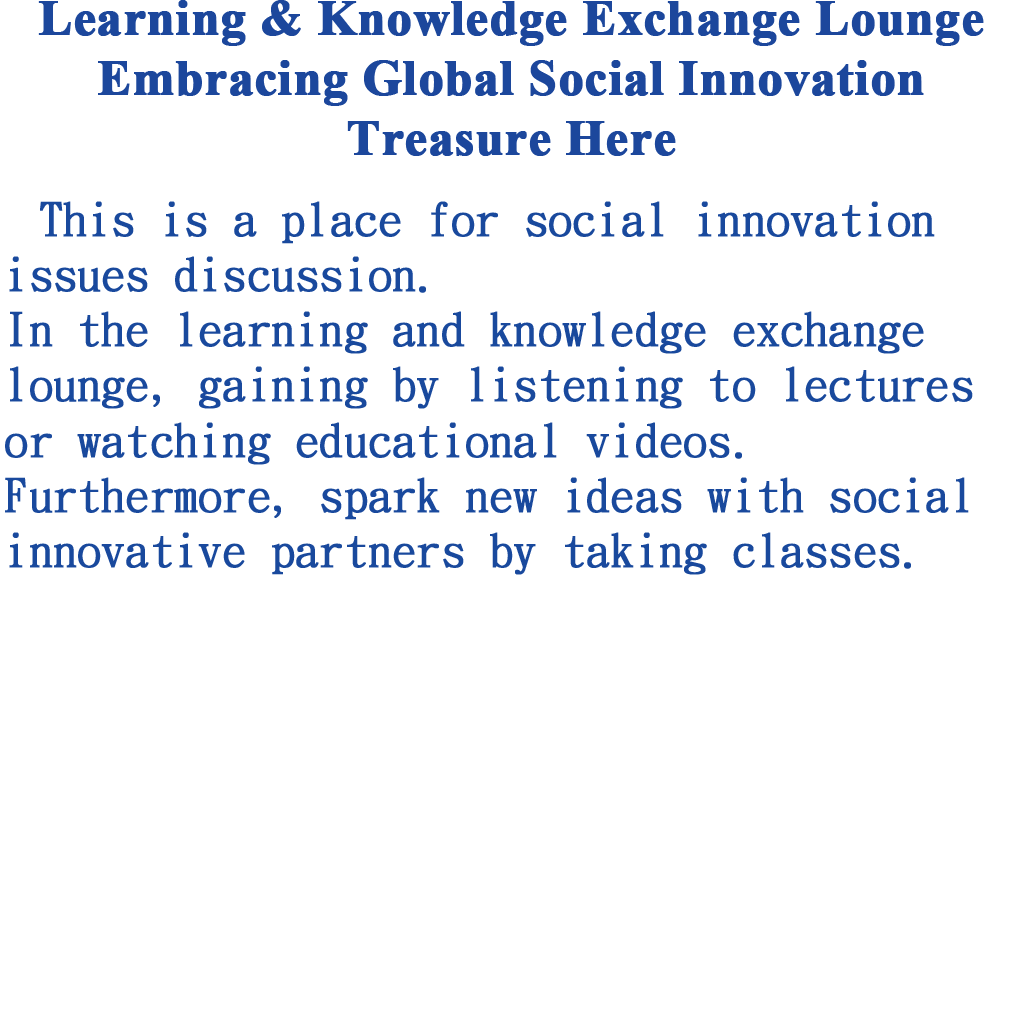 Learning & Knowledge Exchange Lounge
Embracing Global Social Innovation
Treasure Here
This is a place for social innovation
issues discussion.
In the learning and knowledge exchange
lounge, gaining by listening to lectures
or watching educational videos.
Furthermore, spark new ideas with social
innovative partners by taking classes.